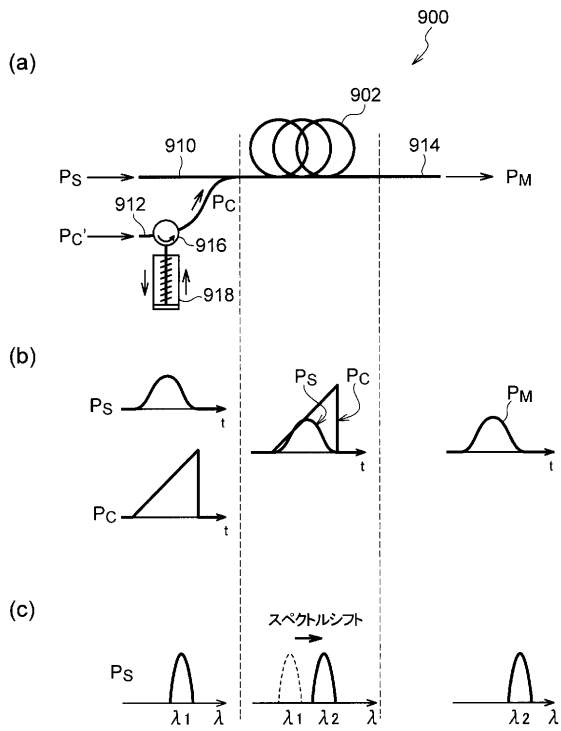 900
(a)
902
910
914
PS
PC
PM
912
PC'
916
918
(b)
PS
PC
PM
PS
t
t
t
PC
t
(c)
スペクトルシフト
PS
λ1 λ
λ1 λ2 λ
λ2 λ